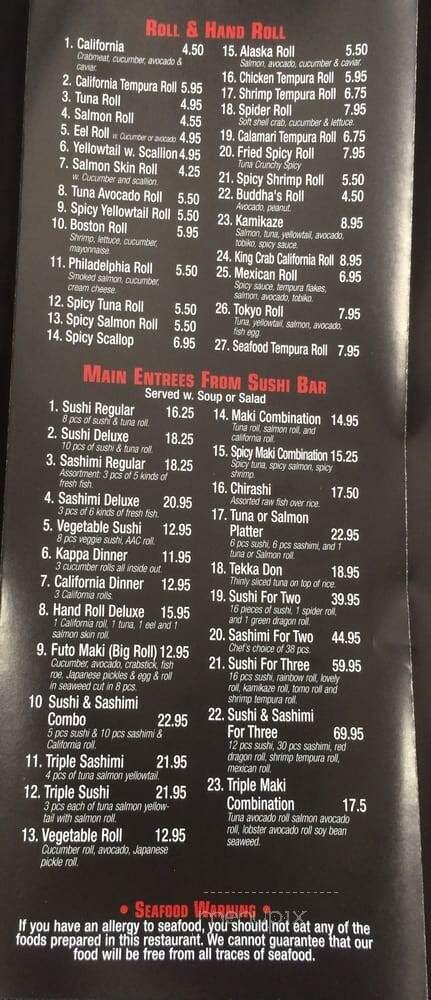 ROLL & HAND ROLL
1. California 4.50
Crabmeat, cucumber, avocado &
caviar.
2. California Tempura Roll 5.95
3. Tuna Roll 4.95
4. Salmon Roll 4.55
5. Eel Roll w. Cucumber or avocado 4.95
6. Yellowtail w. Scallion 4.95
7. Salmon Skin Roll 4.25
w. Cucumber and scallion.
8. Tuna Avocado Roll 5.50
9. Spicy Yellowtail Roll 5.50
10. Boston Roll 5.95
Shrimp, lettuce, cucumber,
mayonnaise.
11. Philadelphia Roll 5.50
Smoked salmon, cucumber,
cream cheese.
12. Spicy Tuna Roll 5.50
13. Spicy Salmon Roll 5.50
14. Spicy Scallop 6.95
15. Alaska Roll 5.50
Salmon, avocado, cucumber & caviar.
16. Chicken Tempura Roll 5.95
17. Shrimp Tempura Roll 6.75
18. Spider Roll 7.95
Soft shell crab, cucumber & lettuce.
19. Calamari Tempura Roll 6.75
20. Fried Spicy Roll 7.95
Tuna Crunchy Spicy
21. Spicy Shrimp Roll 5.50
22. Buddha's Roll 4.50
Avocado, peanut.
23. Kamikaze 8.95
Salmon, tuna, yellowtail, avocado,
tobiko, spicy sauce.
24. King Crab California Roll 8.95
25. Mexican Roll 6.95
Spicy sauce, tempura flakes,
salmon, avocado, tobiko.
26. Tokyo Roll 7.95
Tuna, yellowtail, salmon, avocado,
fish egg
27. Seafood Tempura Roll 7.95
MAIN ENTREES FROM SUSHI BAR
Served w. Soup or Salad
1. Sushi Regular 16.25
8 pcs of sushi & tuna roll.
2. Sushi Deluxe 18.25
10 pcs of sushi & tuna roll.
3. Sashimi Regular 18.25
Assortment: 3 pcs of 5 kinds of
fresh fish.
4. Sashimi Deluxe 20.95
3 pcs of 6 kinds of fresh fish.
5. Vegetable Sushi 12.95
8 pcs veggie sushi, AAC roll.
6. Kappa Dinner 11.95
3 cucumber rolls all inside out.
7. California Dinner 12.95
3 California rolls.
8. Hand Roll Deluxe 15.95
1 California roll, 1 tuna, 1 eel and 1
salmon skin roll.
9. Futo Maki (Big Roll) 12.95
Cucumber, avocado, crabstick, fish
roe, Japanese pickles & egg & roll
in seaweed cut in 8 pcs.
10 Sushi & Sashimi
Combo 22.95
5 pcs sushi & 10 pcs sashimi &
California roll.
11. Triple Sashimi 21.95
4 pcs of tuna salmon yellowtail.
12. Triple Sushi 21.95
3 pcs each of tuna salmon yellow-
tail with salmon roll.
13. Vegetable Roll 12.95
Cucumber roll, avocado, Japanese
pickle roll.
14. Maki Combination 14.95
Tuna roll, salmon roll, and
california roll.
15. Spicy Maki Combination 15.25
Spicy tuna, spicy salmon, spicy
shrimp.
16. Chirashi 17.50
Assorted raw fish over rice.
17. Tuna or Salmon
Platter 22.95
6 pcs sushi, 6 pcs sashimi, and 1
tuna or Salmon roll.
18. Tekka Don 18.95
Thinly sliced tuna on top of rice.
19. Sushi For Two 39.95
16 pieces of sushi, 1 spider roll,
and 1 green dragon roll.
20. Sashimi For Two 44.95
Chef's choice of 38 pcs.
21. Sushi For Three 59.95
16 pcs sushi, rainbow roll, lovely
roll, kamikaze roll, tomo roll and
shrimp tempura roll.
22. Sushi & Sashimi
For Three 69.95
12 pcs sushi, 30 pcs sashimi, red
dragon roll, shrimp tempura roll,
mexican roll.
23. Triple Maki
Combination 17.5
Tuna avocado roll salmon avocado
roll, lobster avocado roll soy bean
seaweed.
• SEAFOOD WARNING •
menupix
If you have an allergy to seafood, you should not eat any of the
foods prepared in this restaurant. We cannot guarantee that our
food will be free from all traces of seafood.